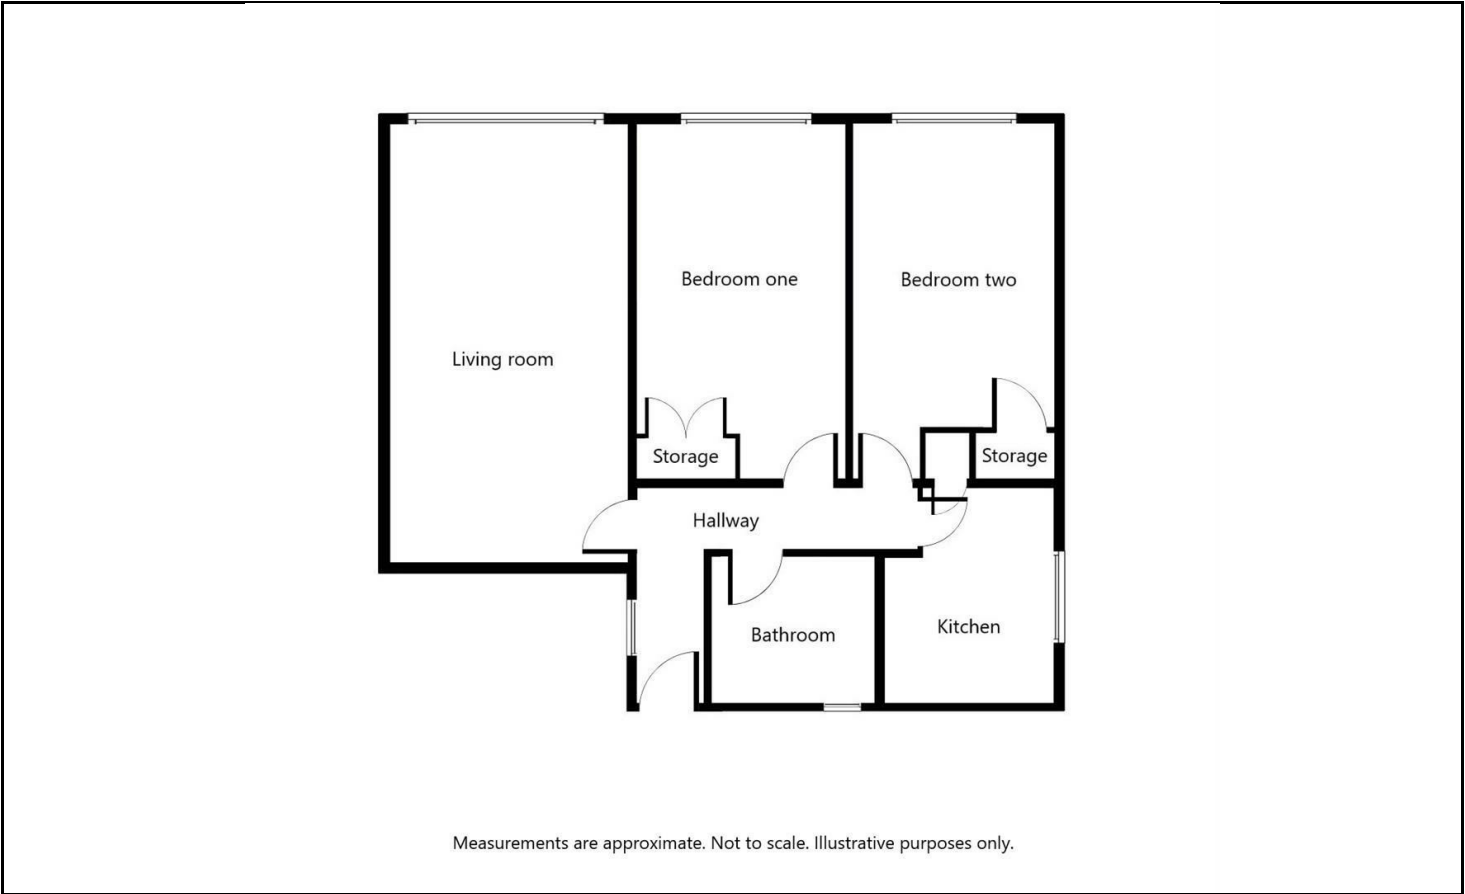 Bedroom one
Bedroom two
Living room
Storage
Storage
Hallway
Kitchen
Bathroom
Measurements are approximate. Not to scale. Illustrative purposes only.